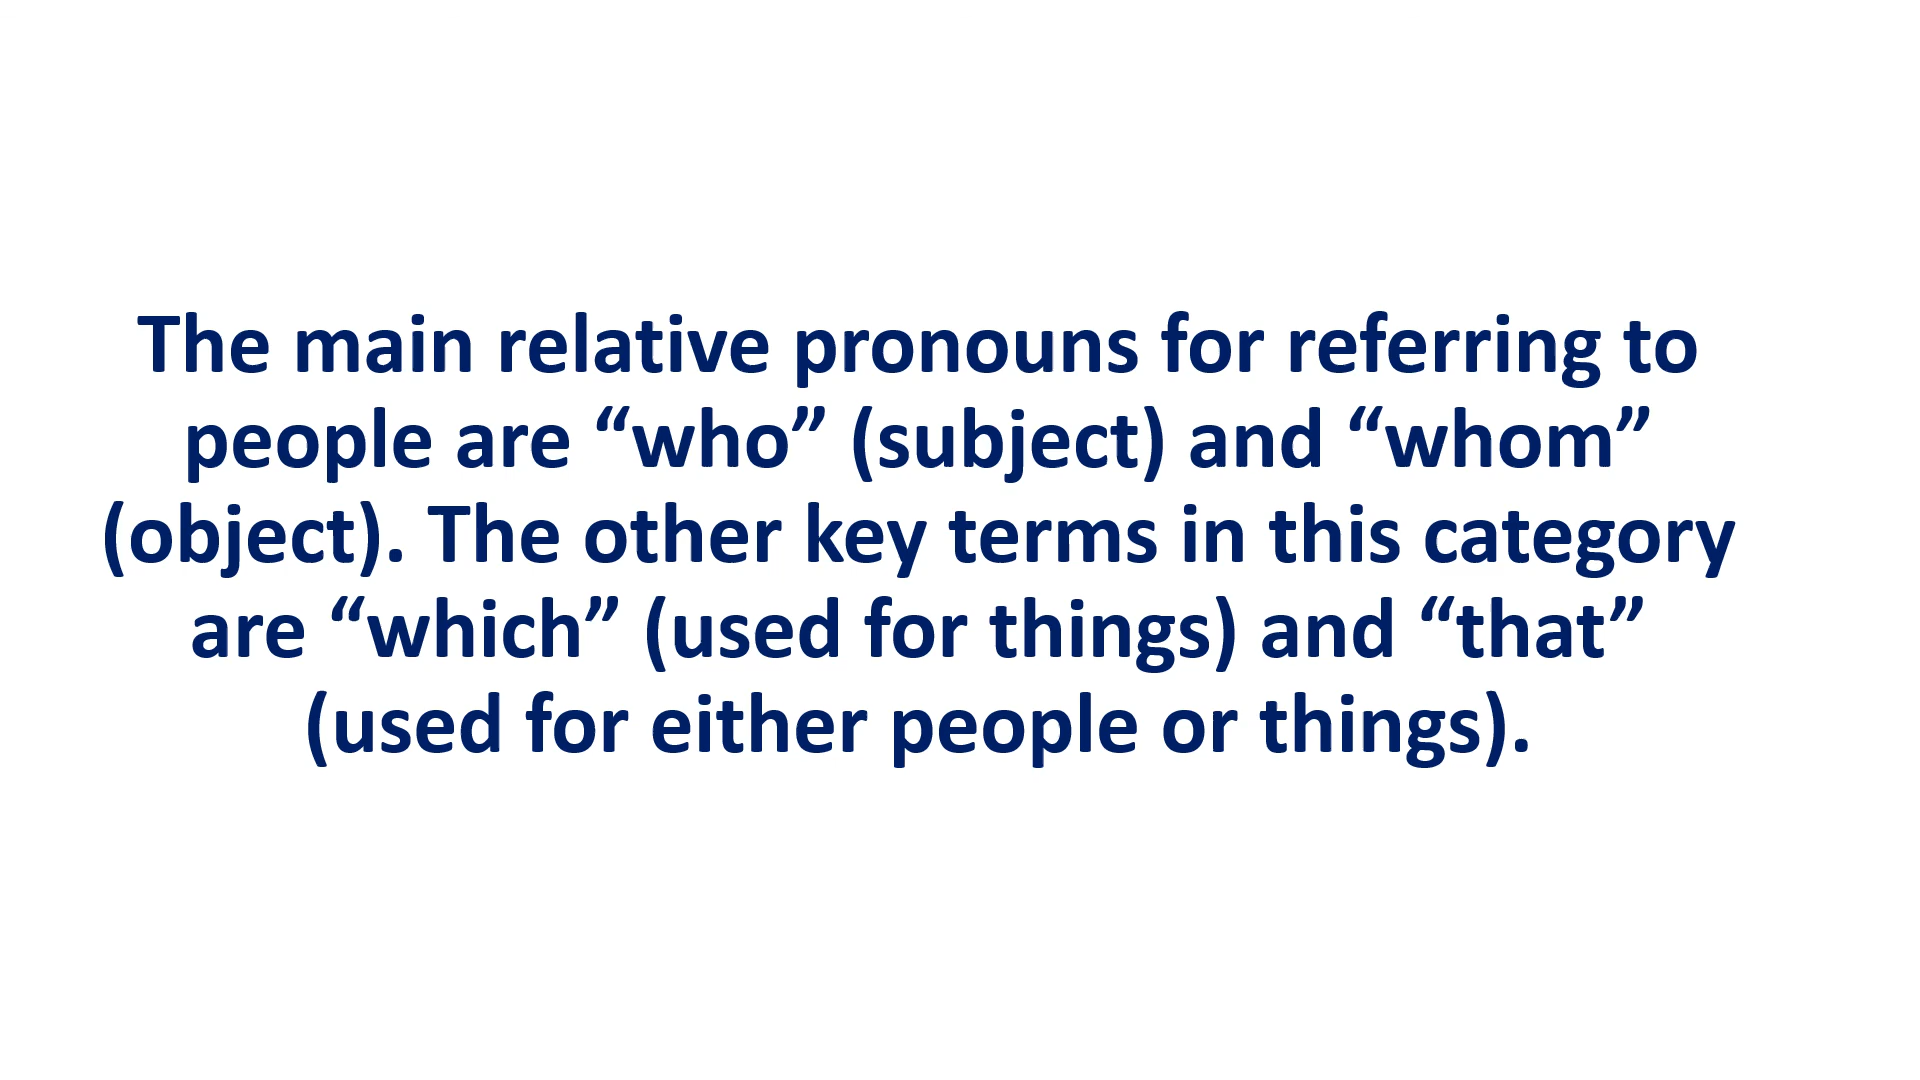 The main relative pronouns for referring to
people are “who” (subject) and “whom”
(object). The other key terms in this category
are “which” (used for things) and “that”
(used for either people or things).